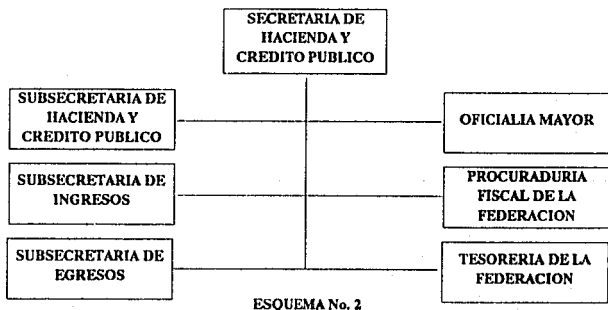 SECRETARIA DE
HACIENDA Y
CREDITO PUBLICO
SUBSECRETARIA DE
HACIENDA Y
CREDITO PUBLICO
OFICIALIA MAYOR
SUBSECRETARIA DE
INGRESOS
PROCURADURIA
FISCAL DE LA
FEDERACION
SUBSECRETARIA DE
EGRESOS
TESORERIA DE LA
FEDERACION
ESQUEMA No. 2